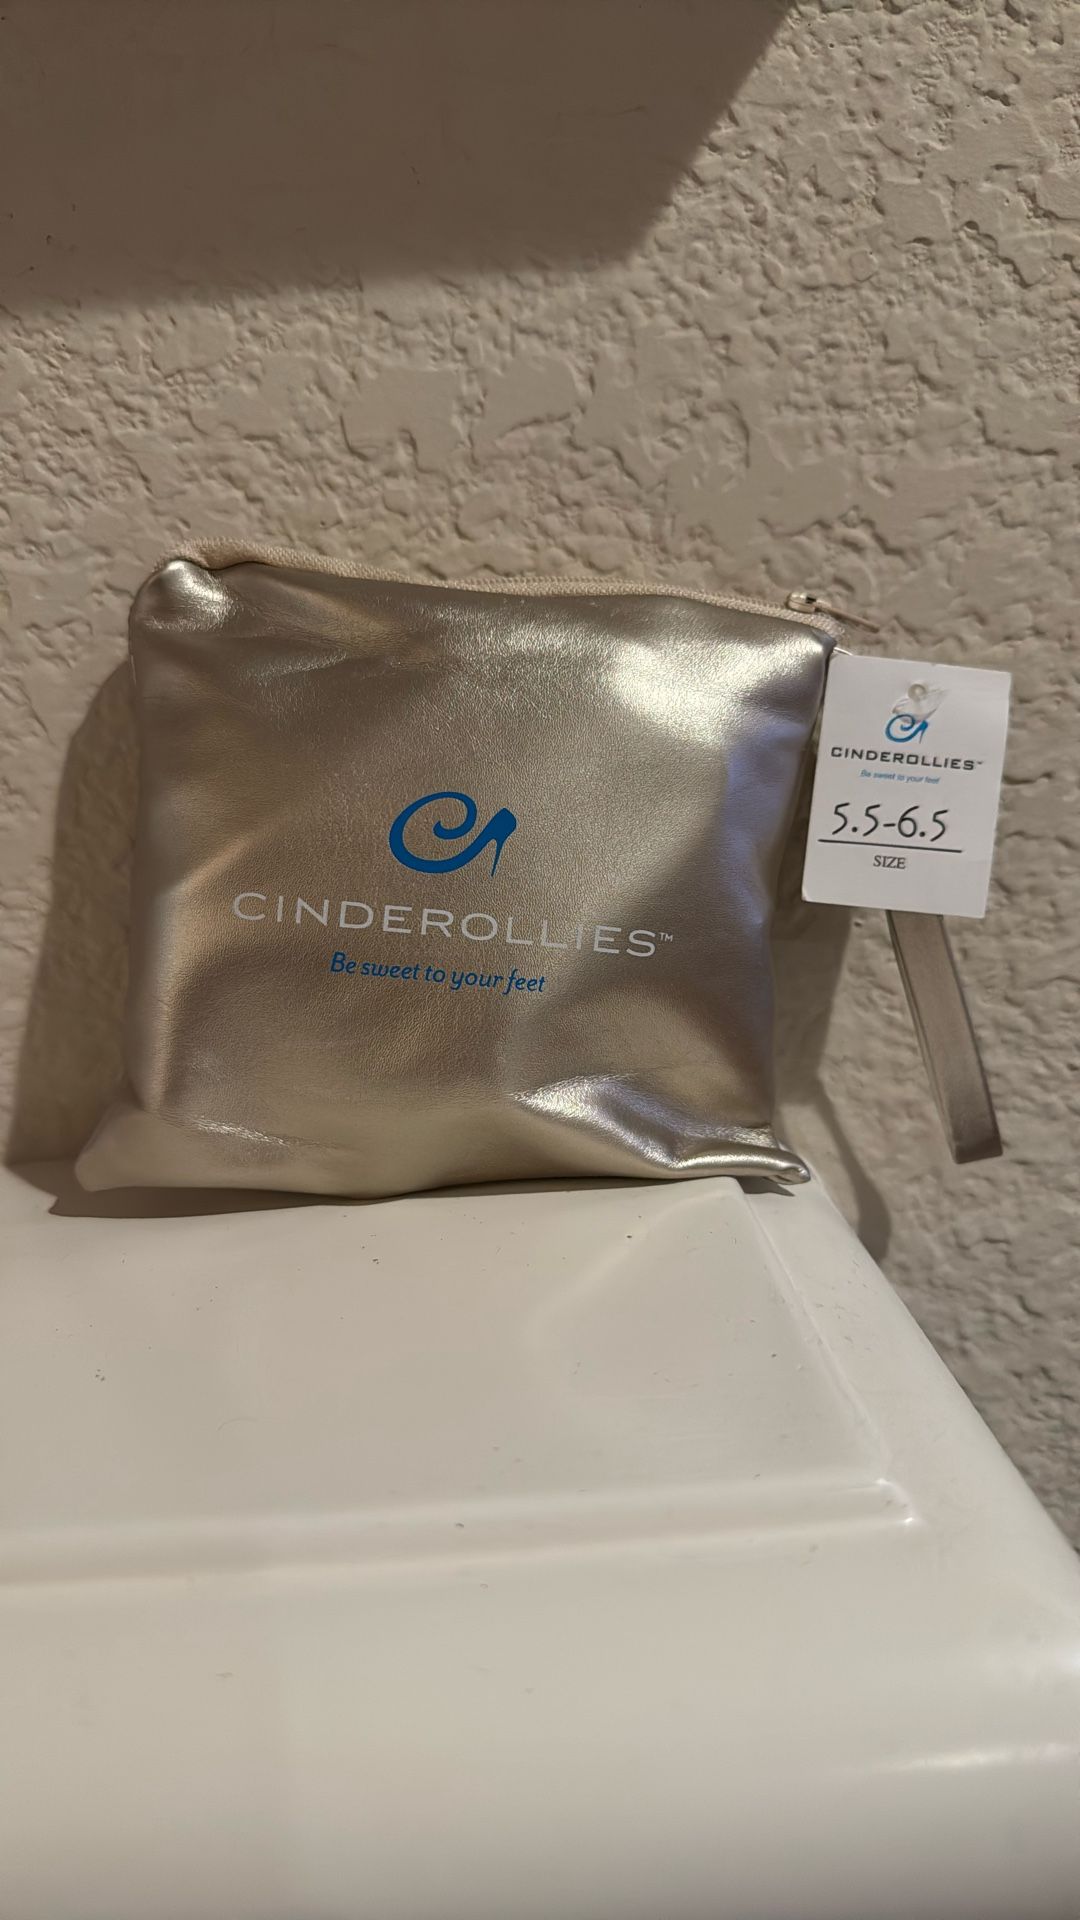 CINDEROLLIES™
Be sweet to your feet
CINDEROLLIES™
Be sweet to your feet
5.5-6.5
SIZE